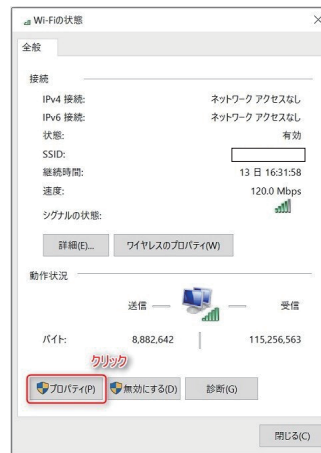 Wi-Fiの状態
全般
接続
IPv4 接続: ネットワーク アクセスなし
IPv6 接続: ネットワーク アクセスなし
状態: 有効
SSID:
継続時間: 13 日 16:31:58
速度: 120.0 Mbps
シグナルの状態:
詳細(E)... ワイヤレスのプロパティ(W)
動作状況
送信 受信
バイト: 8,882,642 115,256,563
クリック
プロパティ(P) 無効にする(D) 診断(G)
閉じる(C)